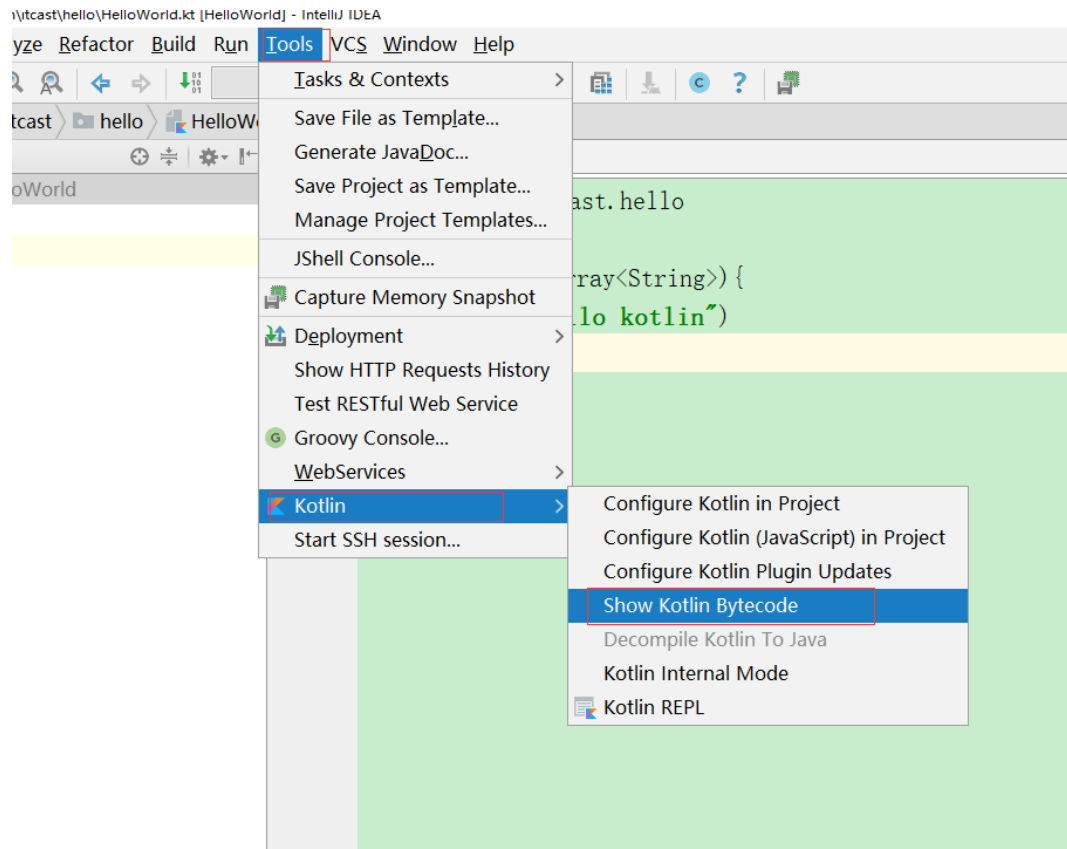 n\itcast\hello\HelloWorld.kt [HelloWorld] - IntelliJ IDEA
yze Refactor Build Run Tools VCS Window Help
tcast hello HelloW
oWorld
Tasks & Contexts
Save File as Template...
Generate JavaDoc...
Save Project as Template...
Manage Project Templates...
JShell Console...
Capture Memory Snapshot
Deployment
Show HTTP Requests History
Test RESTful Web Service
Groovy Console...
WebServices
Kotlin
Start SSH session...
Configure Kotlin in Project
Configure Kotlin (JavaScript) in Project
Configure Kotlin Plugin Updates
Show Kotlin Bytecode
Decompile Kotlin To Java
Kotlin Internal Mode
Kotlin REPL
ast.hello
rray<String>){
lo kotlin")